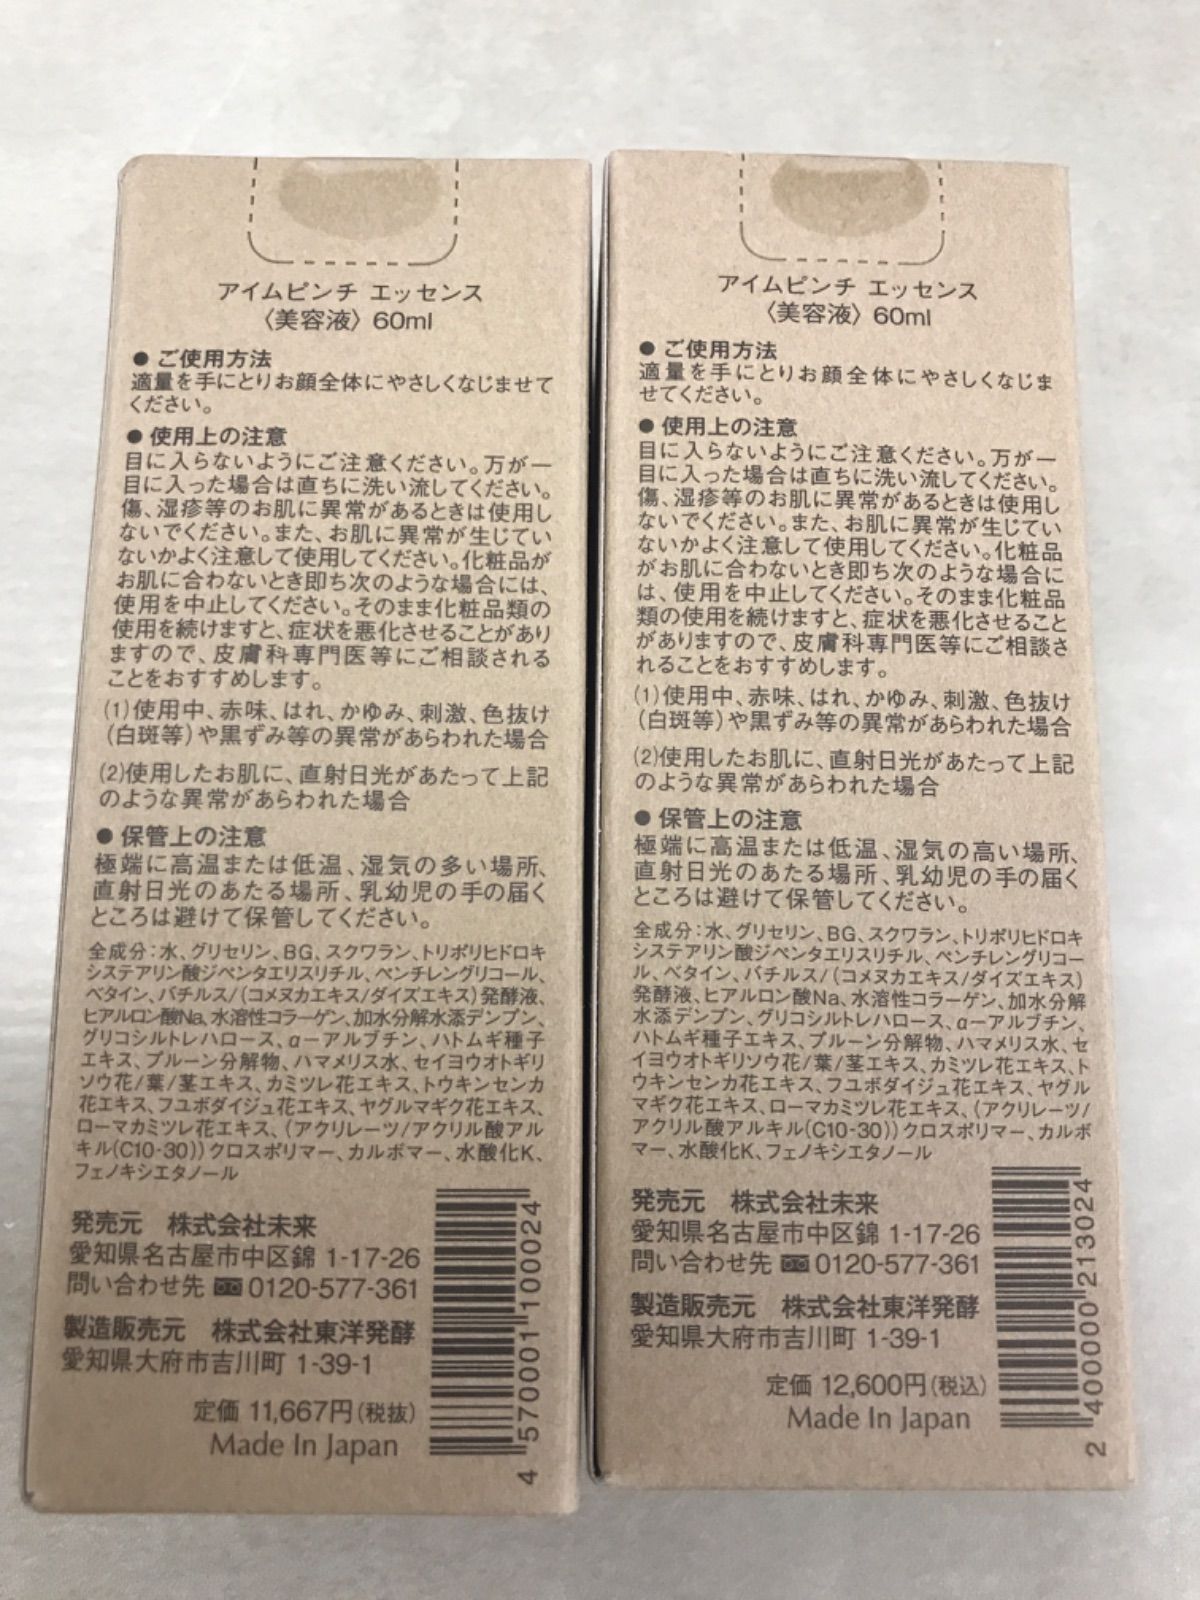 アイムピンチ エッセンス
〈美容液〉60ml
● ご使用方法
適量を手にとりお顔全体にやさしくなじませて
ください。
● 使用上の注意
目に入らないようにご注意ください。万が一
目に入った場合は直ちに洗い流してください。
傷、湿疹等のお肌に異常があるときは使用し
ないでください。また、お肌に異常が生じてい
ないかよく注意して使用してください。化粧品が
お肌に合わないとき即ち次のような場合には、
使用を中止してください。そのまま化粧品類の
使用を続けますと、症状を悪化させることがあり
ますので、皮膚科専門医等にご相談される
ことをおすすめします。
(1)使用中、赤味、はれ、かゆみ、刺激、色抜け
(白斑等)や黒ずみ等の異常があらわれた場合
(2)使用したお肌に、直射日光があたって上記
のような異常があらわれた場合
● 保管上の注意
極端に高温または低温、湿気の多い場所、
直射日光のあたる場所、乳幼児の手の届く
ところは避けて保管してください。
全成分：水、グリセリン、BG、スクワラン、トリポリヒドロキ
システアリン酸ジペンタエリスリチル、ペンチレングリコール、
ベタイン、バチルス/(コメヌカエキス/ダイズエキス)発酵液、
ヒアルロン酸Na、水溶性コラーゲン、加水分解水添デンプン、
グリコシルトレハロース、α－アルブチン、ハトムギ種子
エキス、プルーン分解物、ハマメリス水、セイヨウオトギリ
ソウ花/葉/茎エキス、カミツレ花エキス、トウキンセンカ
花エキス、フユボダイジュ花エキス、ヤグルマギク花エキス、
ローマカミツレ花エキス、(アクリレーツ/アクリル酸アル
キル(C10-30))クロスポリマー、カルボマー、水酸化K、
フェノキシエタノール
発売元 株式会社未来
愛知県名古屋市中区錦 1-17-26
問い合わせ先 0120-577-361
製造販売元 株式会社東洋発酵
愛知県大府市吉川町 1-39-1
定価 11,667円(税抜)
Made In Japan
4 570001 100024
アイムピンチ エッセンス
〈美容液〉60ml
● ご使用方法
適量を手にとりお顔全体にやさしくなじま
せてください。
● 使用上の注意
目に入らないようにご注意ください。万が一
目に入った場合は直ちに洗い流してください。
傷、湿疹等のお肌に異常があるときは使用し
ないでください。また、お肌に異常が生じてい
ないかよく注意して使用してください。化粧品
がお肌に合わないとき即ち次のような場合に
は、使用を中止してください。そのまま化粧品
類の使用を続けますと、症状を悪化させること
がありますので、皮膚科専門医等にご相談さ
れることをおすすめします。
(1)使用中、赤味、はれ、かゆみ、刺激、色抜け
(白斑等)や黒ずみ等の異常があらわれた場合
(2)使用したお肌に、直射日光があたって上記
のような異常があらわれた場合
● 保管上の注意
極端に高温または低温、湿気の高い場所、
直射日光のあたる場所、乳幼児の手の届く
ところは避けて保管してください。
全成分：水、グリセリン、BG、スクワラン、トリポリヒドロキ
システアリン酸ジペンタエリスリチル、ペンチレングリコー
ル、ベタイン、バチルス/(コメヌカエキス/ダイズエキス)
発酵液、ヒアルロン酸Na、水溶性コラーゲン、加水分解
水添デンプン、グリコシルトレハロース、α－アルブチン、
ハトムギ種子エキス、プルーン分解物、ハマメリス水、セ
イヨウオトギリソウ花/葉/茎エキス、カミツレ花エキス、ト
ウキンセンカ花エキス、フユボダイジュ花エキス、ヤグル
マギク花エキス、ローマカミツレ花エキス、(アクリレーツ/
アクリル酸アルキル(C10-30))クロスポリマー、カルボ
マー、水酸化K、フェノキシエタノール
発売元 株式会社未来
愛知県名古屋市中区錦 1-17-26
問い合わせ先 0120-577-361
製造販売元 株式会社東洋発酵
愛知県大府市吉川町 1-39-1
定価 12,600円(税込)
Made In Japan
2 400000 213024